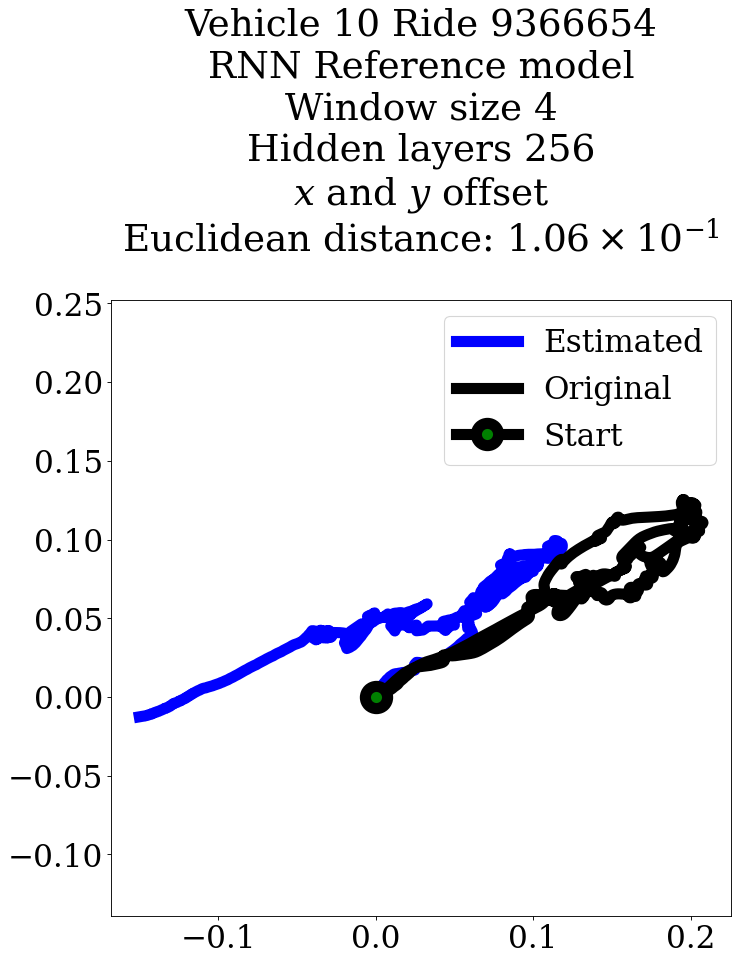 Vehicle 10 Ride 9366654
RNN Reference model
Window size 4
Hidden layers 256
x and y offset
Euclidean distance: 1.06 × 10⁻¹
0.25
0.20
0.15
0.10
0.05
0.00
−0.05
−0.10
Estimated
Original
Start
−0.1
0.0
0.1
0.2